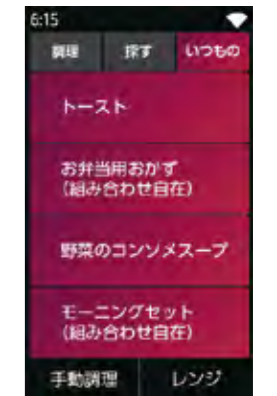 6:15
調理 探す いつもの
トースト
お弁当用おかず
(組み合わせ自在)
野菜のコンソメスープ
モーニングセット
(組み合わせ自在)
手動調理 レンジ